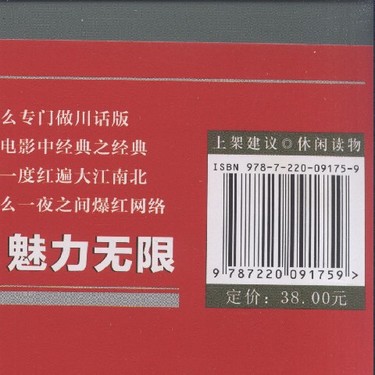 么专门做川话版
电影中经典之经典
一度红遍大江南北
么一夜之间爆红网络
魅力无限
上架建议◎休闲读物
ISBN 978-7-220-09175-9
9 787220 091759 >
定价：38.00元